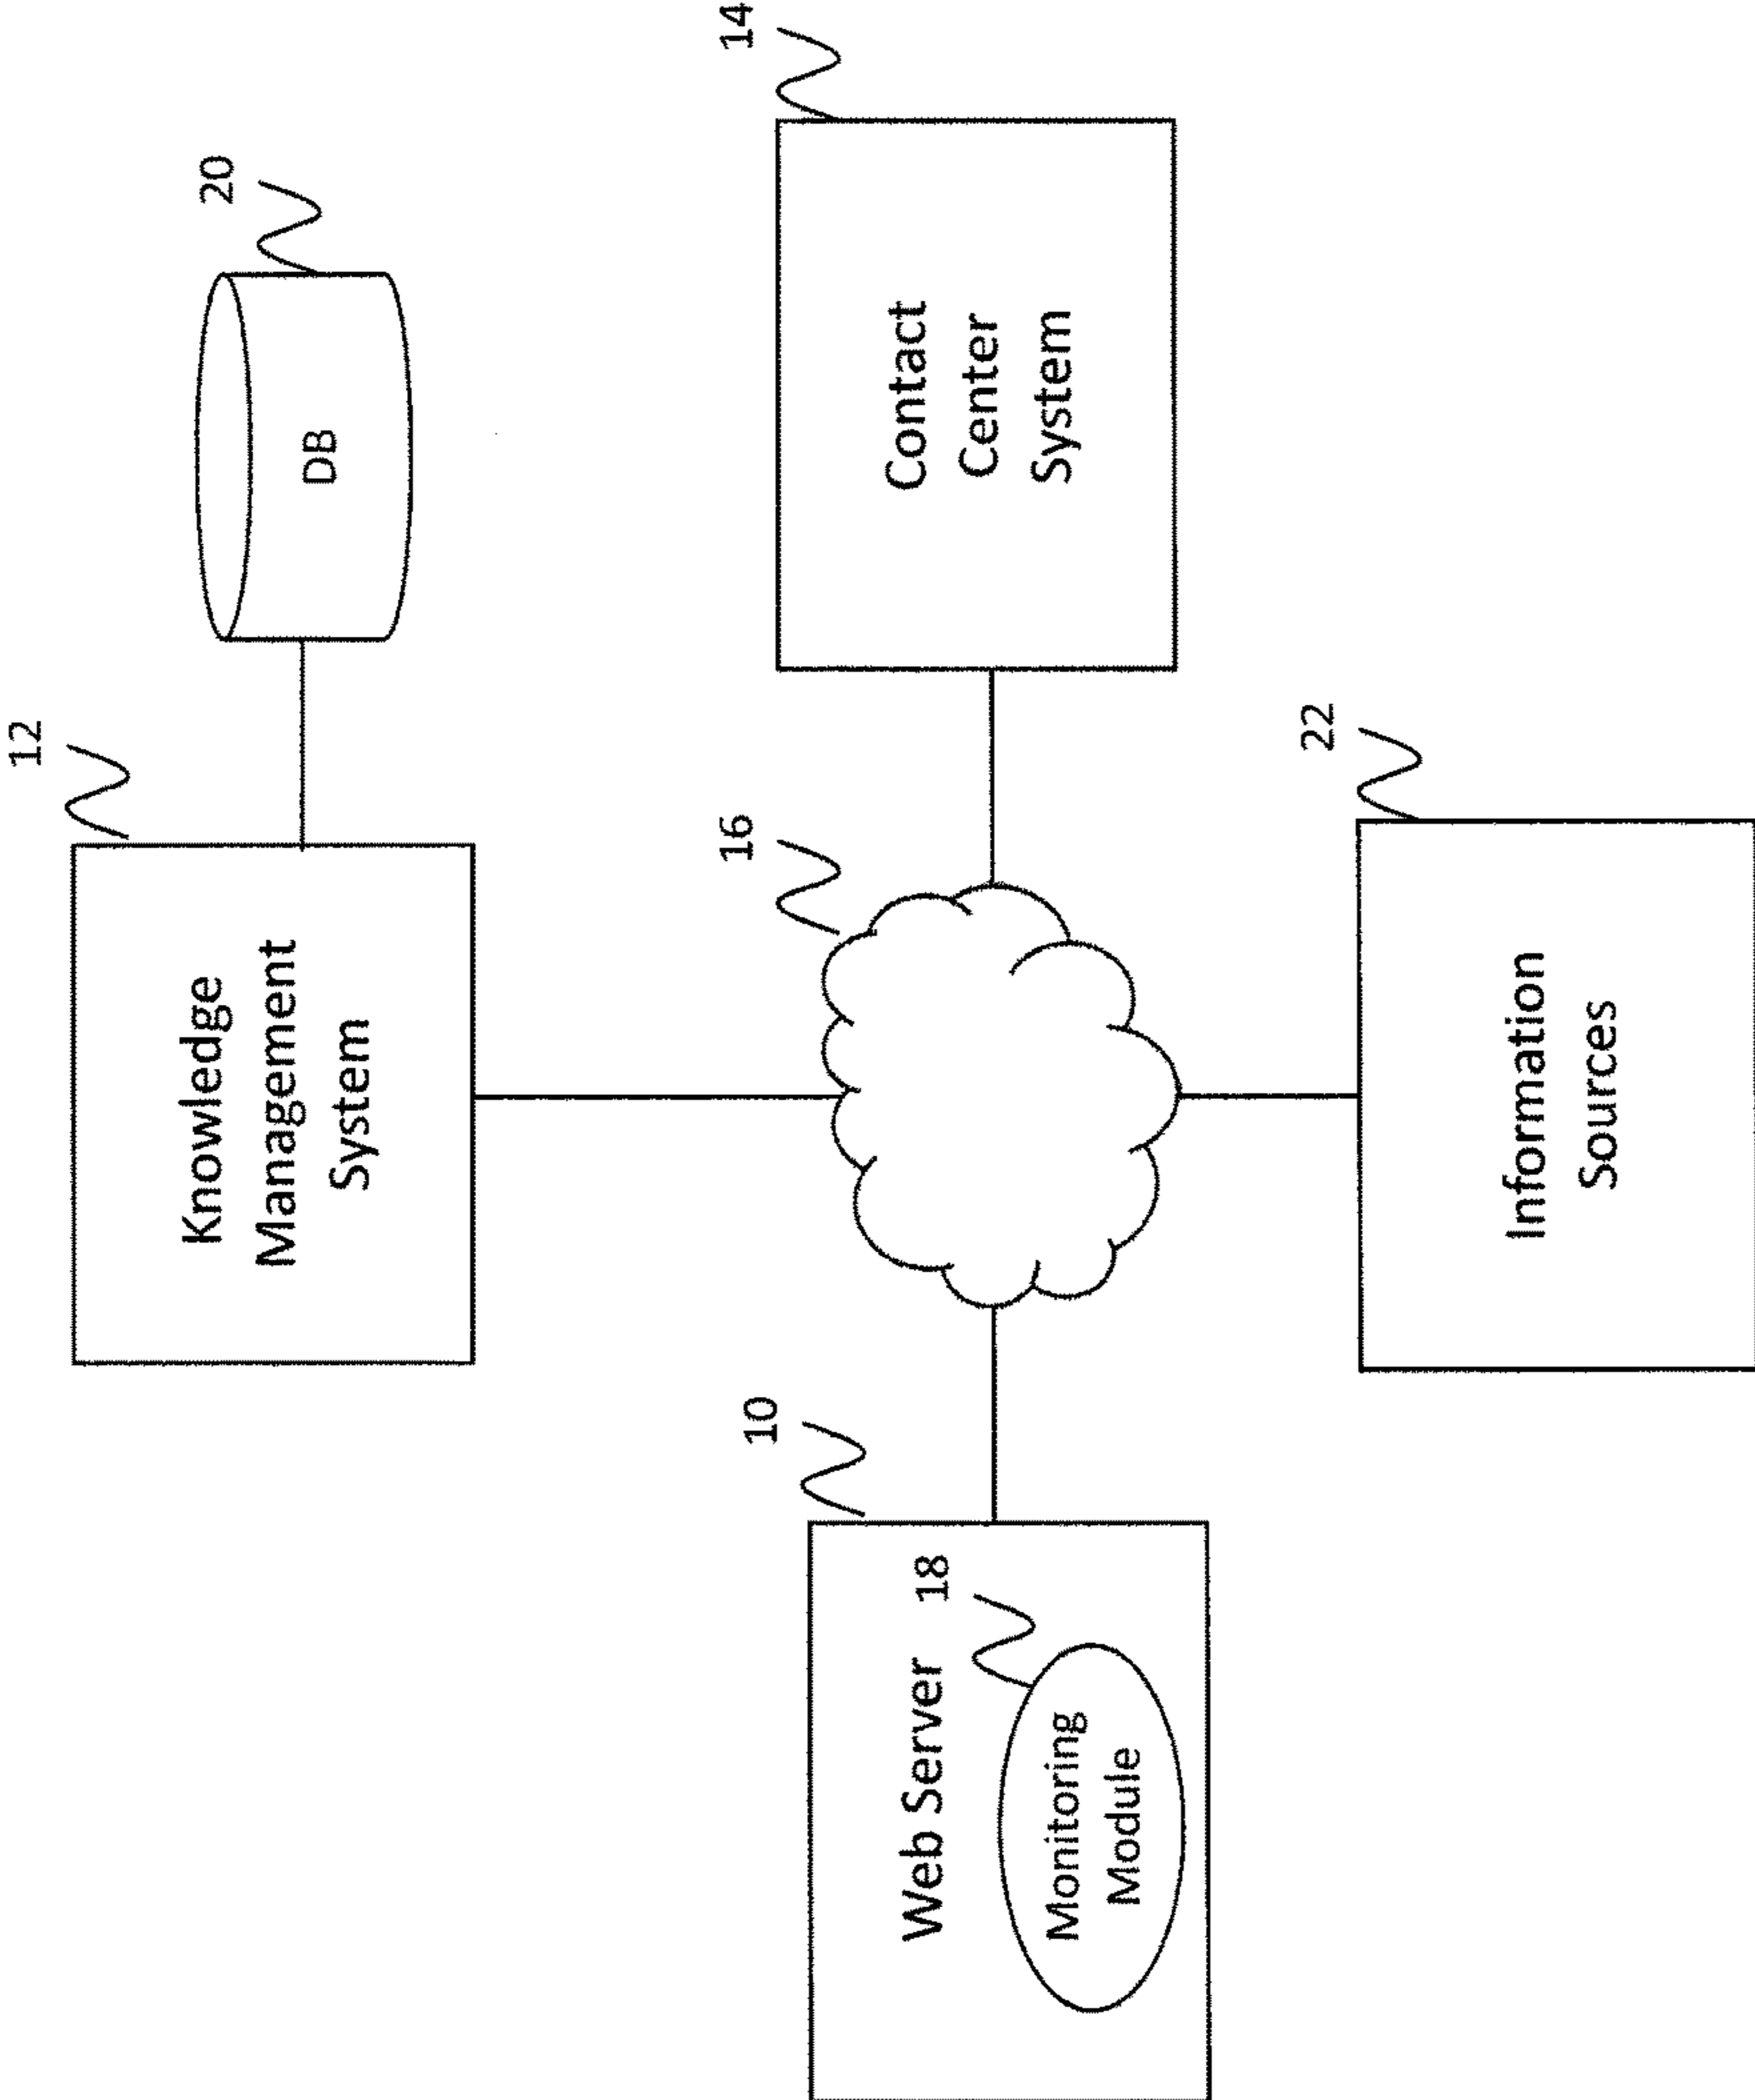 12
Knowledge
Management
System
20
DB
16
14
Contact
Center
System
10
Web Server
18
Monitoring
Module
22
Information
Sources